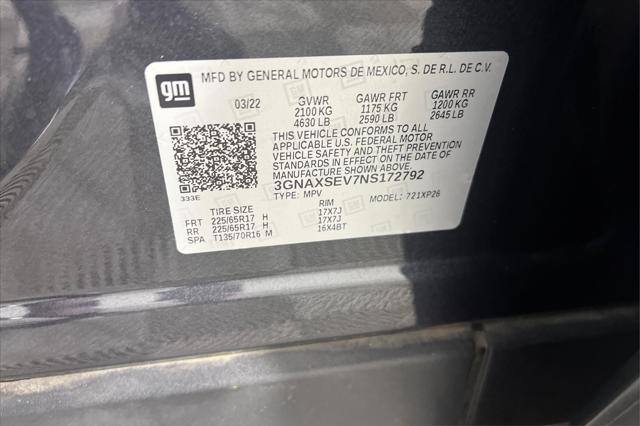 gm
MFD BY GENERAL MOTORS DE MEXICO, S. DE R.L. DE C.V.
03/22 GVWR GAWR FRT GAWR RR
2100 KG 1175 KG 1200 KG
4630 LB 2590 LB 2645 LB
THIS VEHICLE CONFORMS TO ALL
APPLICABLE U.S. FEDERAL MOTOR
VEHICLE SAFETY AND THEFT PREVENTION
STANDARDS IN EFFECT ON THE DATE OF
MANUFACTURE SHOWN ABOVE.
333E 3GNAXSEV7NS172792
TYPE: MPV MODEL: 721XP26
TIRE SIZE RIM
FRT 225/65R17 H 17X7J
RR 225/65R17 H 17X7J
SPA T135/70R16 M 16X4BT